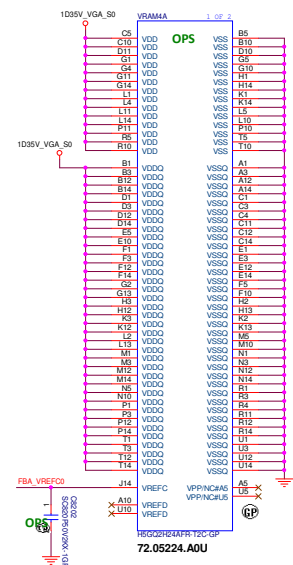 1D35V_VGA_S0
VRAM4A
1 OF 2
OPS
C5 VDD VSS B5
C10 VDD VSS B10
D11 VDD VSS D10
G1 VDD VSS G5
G4 VDD VSS G10
G11 VDD VSS H1
G14 VDD VSS H14
L1 VDD VSS K1
L4 VDD VSS K14
L11 VDD VSS L5
L14 VDD VSS L10
P11 VDD VSS P10
R5 VDD VSS T5
R10 VDD VSS T10
1D35V_VGA_S0
B1 VDDQ VSSQ A1
B3 VDDQ VSSQ A3
B12 VDDQ VSSQ A12
B14 VDDQ VSSQ A14
D1 VDDQ VSSQ C1
D3 VDDQ VSSQ C3
D12 VDDQ VSSQ C4
D14 VDDQ VSSQ C11
E5 VDDQ VSSQ C12
E10 VDDQ VSSQ C14
F1 VDDQ VSSQ E1
F3 VDDQ VSSQ E3
F12 VDDQ VSSQ E12
F14 VDDQ VSSQ E14
G2 VDDQ VSSQ F5
G13 VDDQ VSSQ F10
H3 VDDQ VSSQ H2
H12 VDDQ VSSQ H13
K3 VDDQ VSSQ K2
K12 VDDQ VSSQ K13
L2 VDDQ VSSQ M5
L13 VDDQ VSSQ M10
M1 VDDQ VSSQ N1
M3 VDDQ VSSQ N3
M12 VDDQ VSSQ N12
M14 VDDQ VSSQ N14
N5 VDDQ VSSQ R1
N10 VDDQ VSSQ R3
P1 VDDQ VSSQ R4
P3 VDDQ VSSQ R11
P12 VDDQ VSSQ R12
P14 VDDQ VSSQ R14
T1 VDDQ VSSQ U1
T3 VDDQ VSSQ U3
T12 VDDQ VSSQ U12
T14 VDDQ VSSQ U14
FBA_VREFC0
J14 VREFC VPP/NC#A5 A5
A10 VREFD VPP/NC#U5 U5
U10 VREFD
GP
OPS
H5GQ2H24AFR-T2C-GP
72.05224.A0U